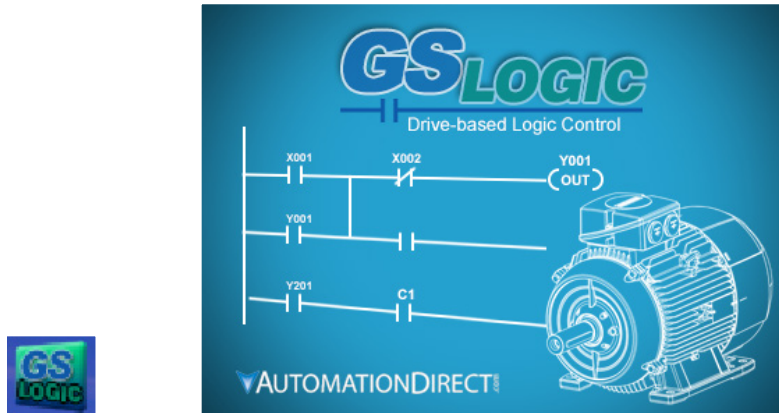 GS LOGIC
Drive-based Logic Control
X001
X002
Y001
OUT
Y001
Y201
C1
AUTOMATIONDIRECT
GS
LOGIC